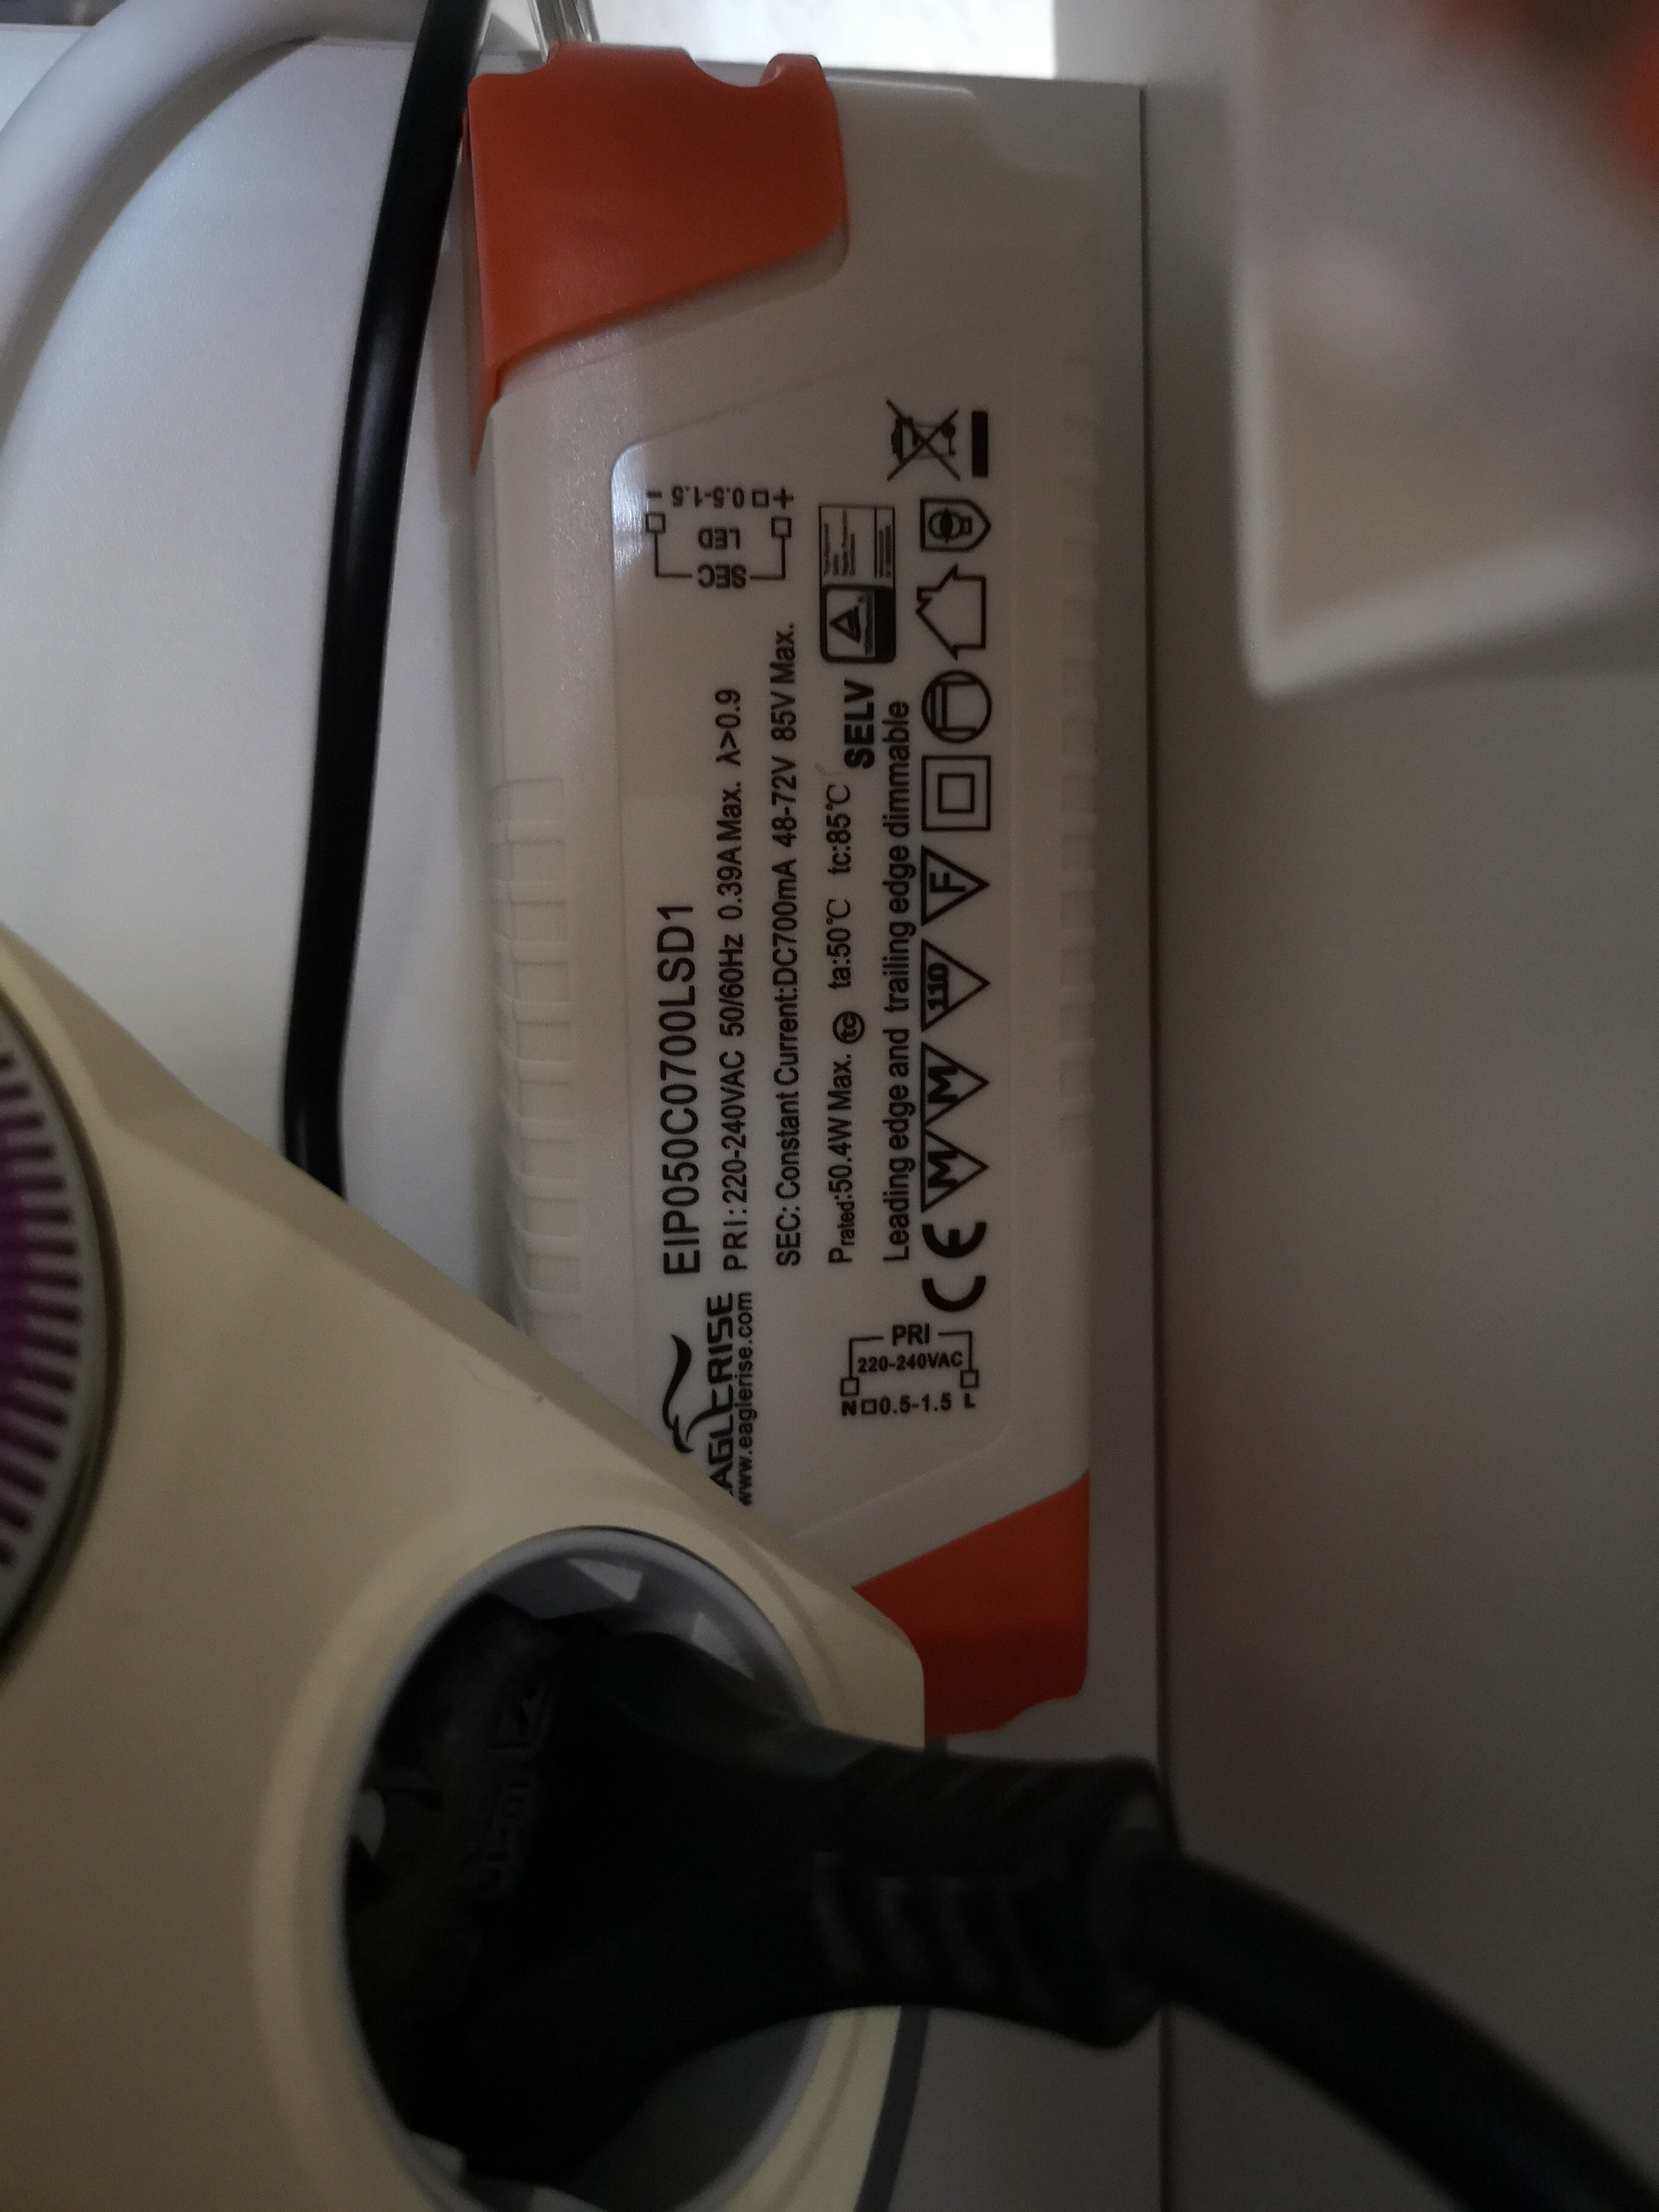 EAGLERISE
www.eaglerise.com
EIP050C0700LSD1
PRI:220-240VAC 50/60Hz 0.39A Max. λ>0.9
SEC: Constant Current:DC700mA 48-72V 85V Max.
Prated:50.4W Max. tc ta:50℃ tc:85℃
SELV
Leading edge and trailing edge dimmable
CE M M 110 F
PRI
220-240VAC
N 0.5-1.5 L
SEC
LED
+ 0.5-1.5 -